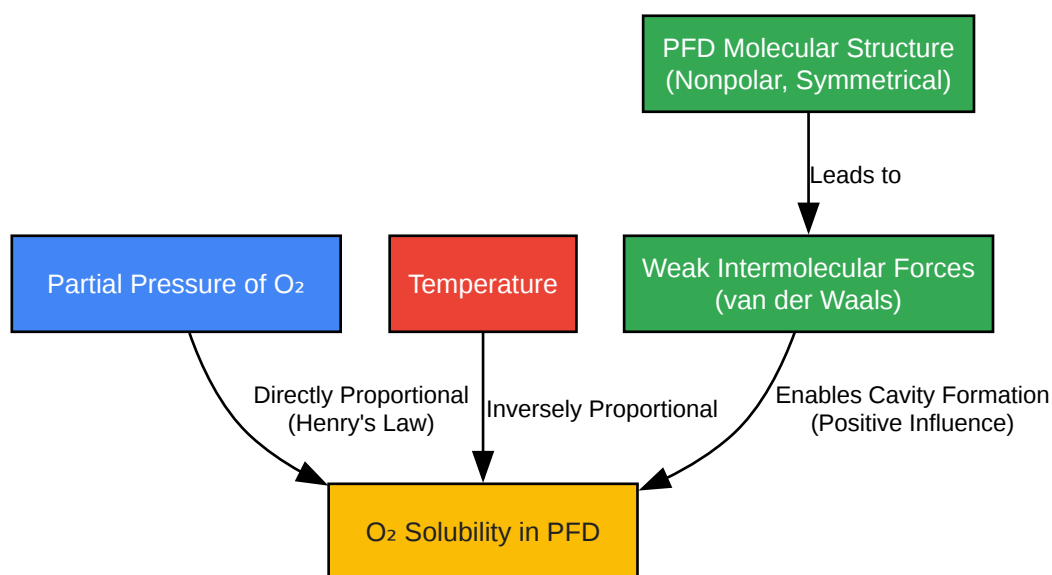 PFD Molecular Structure
(Nonpolar, Symmetrical)
Leads to
Partial Pressure of O₂
Temperature
Weak Intermolecular Forces
(van der Waals)
Directly Proportional
(Henry's Law)
Inversely Proportional
Enables Cavity Formation
(Positive Influence)
O₂ Solubility in PFD